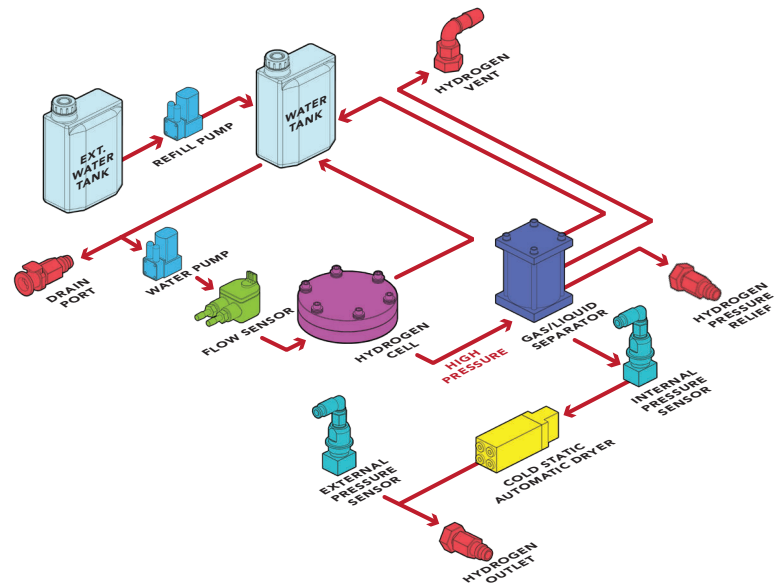 HYDROGEN
VENT
WATER
TANK
EXT.
WATER
TANK
REFILL PUMP
DRAIN
PORT
WATER PUMP
FLOW SENSOR
HYDROGEN
CELL
HIGH
PRESSURE
GAS/LIQUID
SEPARATOR
HYDROGEN
PRESSURE
RELIEF
INTERNAL
PRESSURE
SENSOR
COLD STATIC
AUTOMATIC DRYER
EXTERNAL
PRESSURE
SENSOR
HYDROGEN
OUTLET